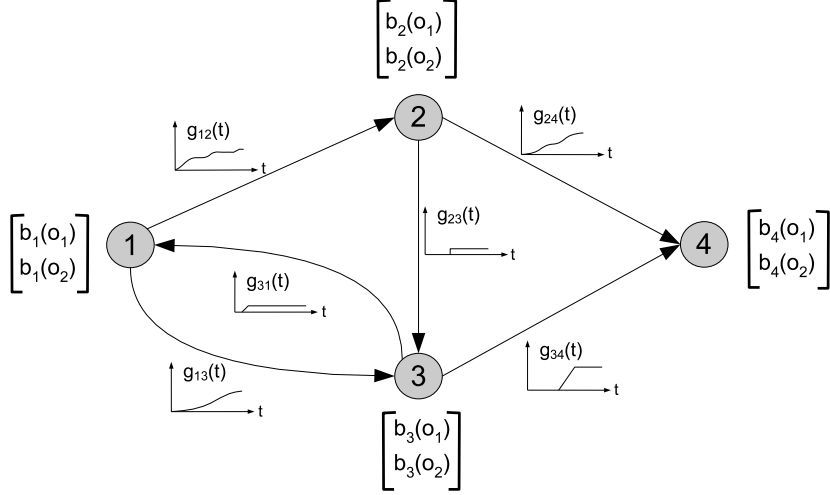 b₂(o₁)
b₂(o₂)
2
g₁₂(t)
t
g₂₄(t)
t
b₁(o₁)
b₁(o₂)
1
g₂₃(t)
t
4
b₄(o₁)
b₄(o₂)
g₃₁(t)
t
g₁₃(t)
t
3
g₃₄(t)
t
b₃(o₁)
b₃(o₂)